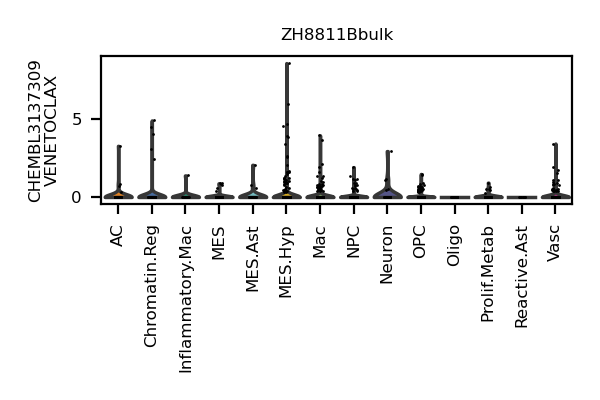 ZH8811Bbulk
CHEMBL3137309
VENETOCLAX
5
0
AC
Chromatin.Reg
Inflammatory.Mac
MES
MES.Ast
MES.Hyp
Mac
NPC
Neuron
OPC
Oligo
Prolif.Metab
Reactive.Ast
Vasc